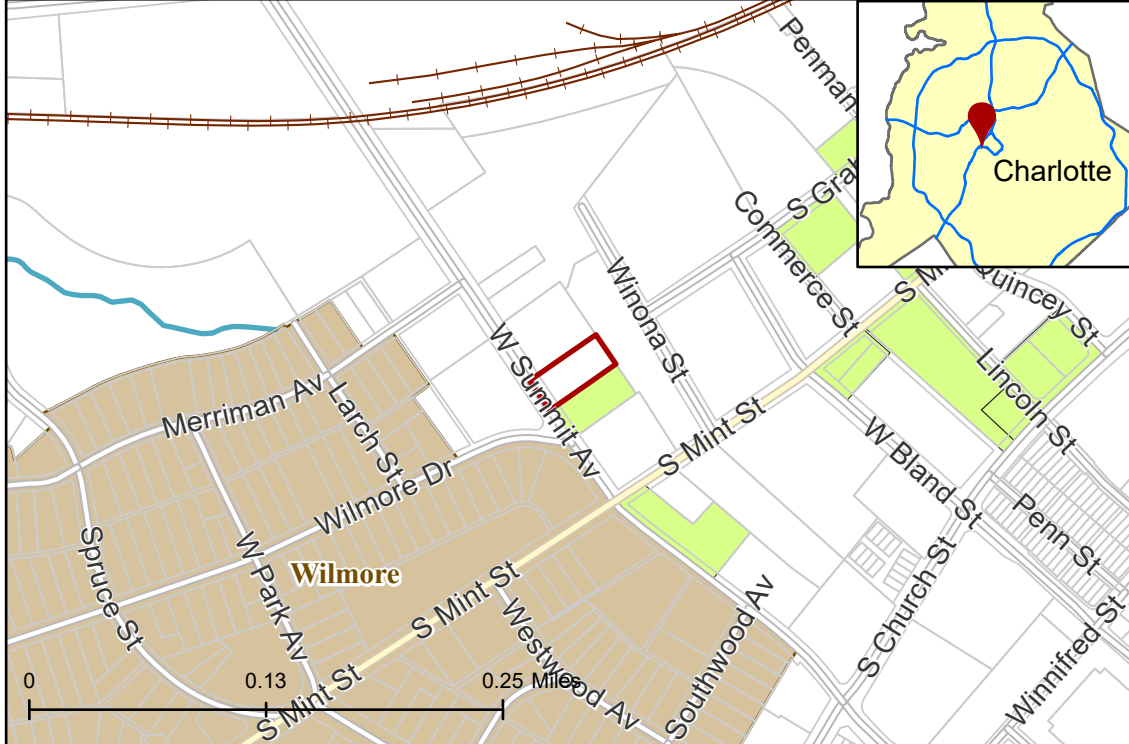 Penman
S Gra
Charlotte
Commerce St
S Mi
Quincey St
Winona St
W Summit Av
Lincoln St
Merriman Av
Larch St
S Mint St
W Bland St
Wilmore Dr
Penn St
Spruce St
W Park Av
Wilmore
S Mint St
S Church St
Westwood Av
Southwood Av
Winnifred St
0
0.13
0.25 Miles
S Mint St